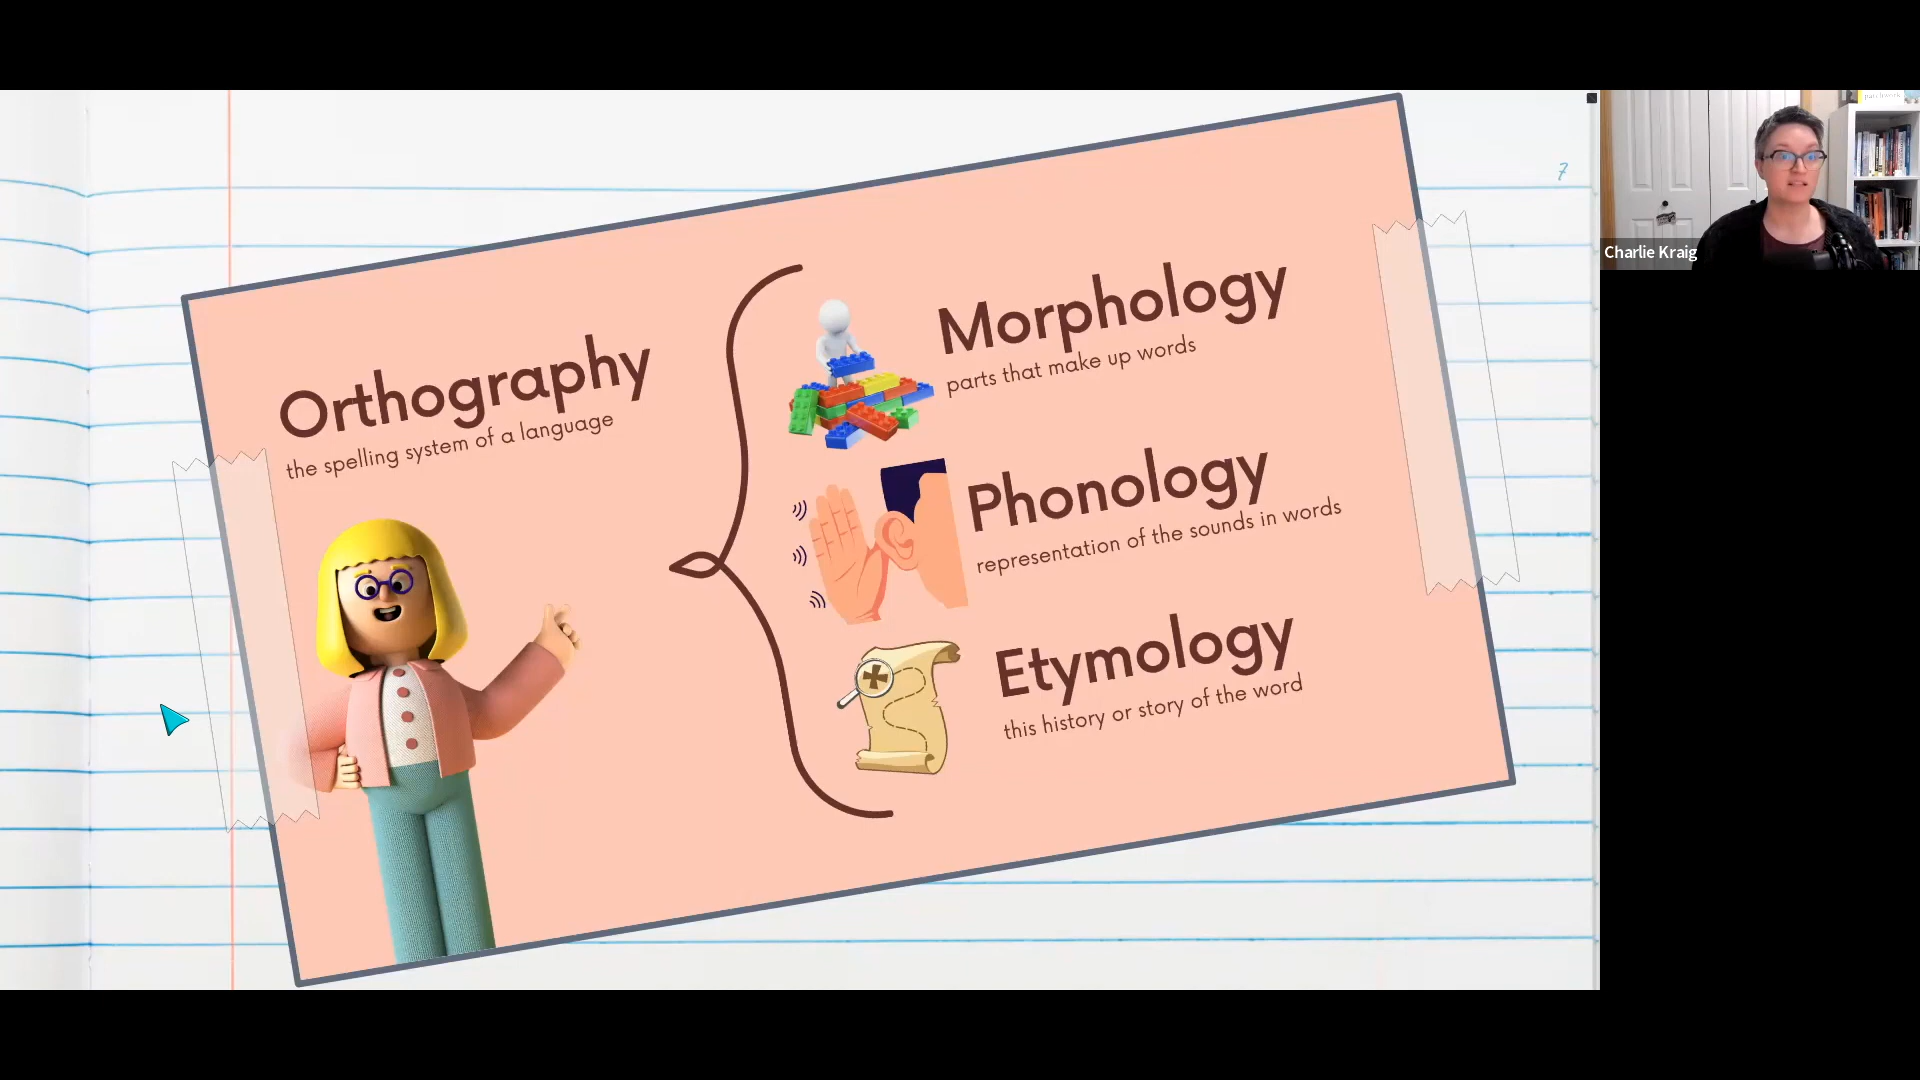 7
Orthography
the spelling system of a language
Morphology
parts that make up words
Phonology
representation of the sounds in words
Etymology
this history or story of the word
Charlie Kraig